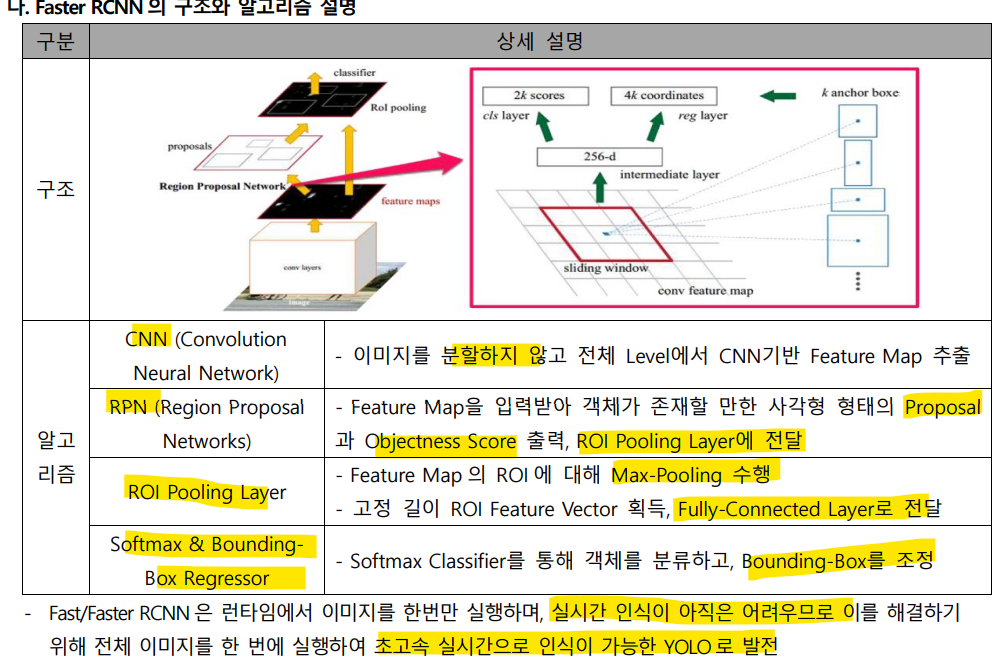 나. Faster RCNN 의 구조와 알고리즘 설명
구분
상세 설명
구조
classifier
RoI pooling
proposals
Region Proposal Network
feature maps
conv layers
image
2k scores
4k coordinates
k anchor boxe
cls layer
reg layer
256-d
intermediate layer
sliding window
conv feature map
알고
리즘
CNN (Convolution
Neural Network)
- 이미지를 분할하지 않고 전체 Level에서 CNN기반 Feature Map 추출
RPN (Region Proposal
Networks)
- Feature Map을 입력받아 객체가 존재할 만한 사각형 형태의 Proposal
과 Objectness Score 출력, ROI Pooling Layer에 전달
ROI Pooling Layer
- Feature Map 의 ROI 에 대해 Max-Pooling 수행
- 고정 길이 ROI Feature Vector 획득, Fully-Connected Layer로 전달
Softmax & Bounding-
Box Regressor
- Softmax Classifier를 통해 객체를 분류하고, Bounding-Box를 조정
- Fast/Faster RCNN 은 런타임에서 이미지를 한번만 실행하며, 실시간 인식이 아직은 어려우므로 이를 해결하기
위해 전체 이미지를 한 번에 실행하여 초고속 실시간으로 인식이 가능한 YOLO 로 발전